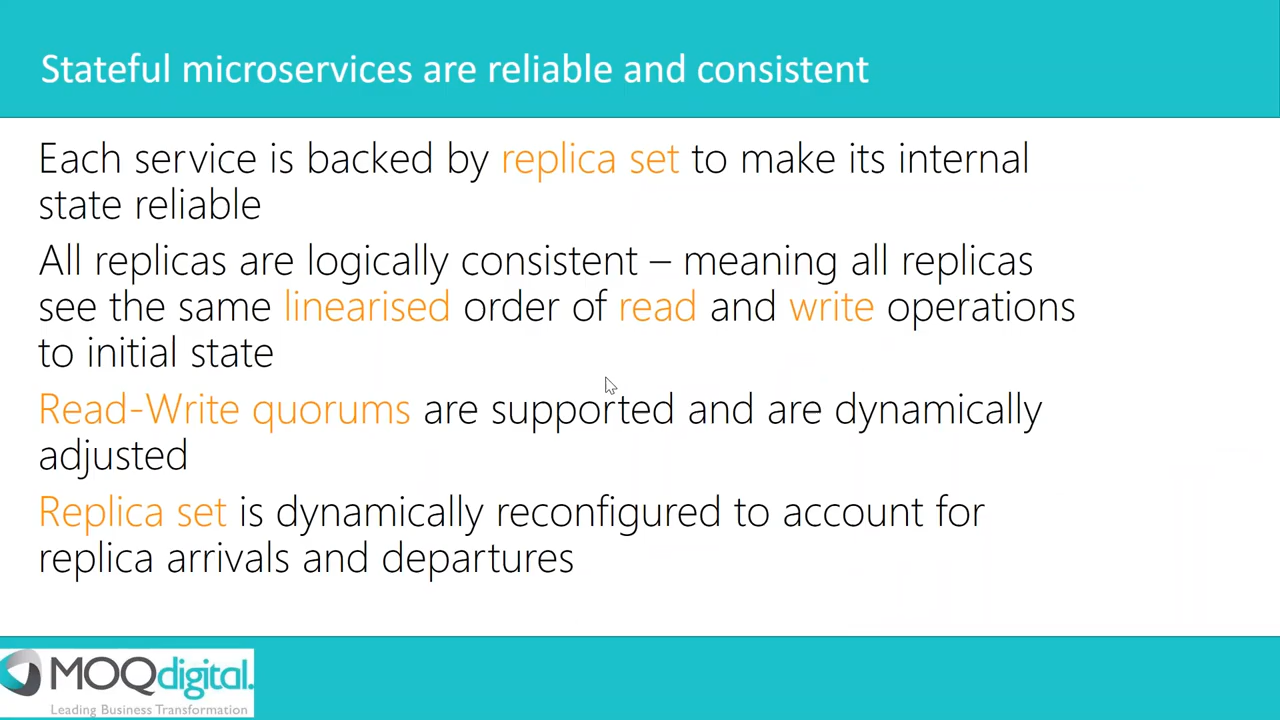 Stateful microservices are reliable and consistent
Each service is backed by replica set to make its internal
state reliable
All replicas are logically consistent – meaning all replicas
see the same linearised order of read and write operations
to initial state
Read-Write quorums are supported and are dynamically
adjusted
Replica set is dynamically reconfigured to account for
replica arrivals and departures
MOQdigital.
Leading Business Transformation